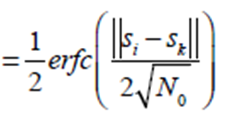 = 1/2 erfc( ||s_i − s_k|| / 2√N_0 )